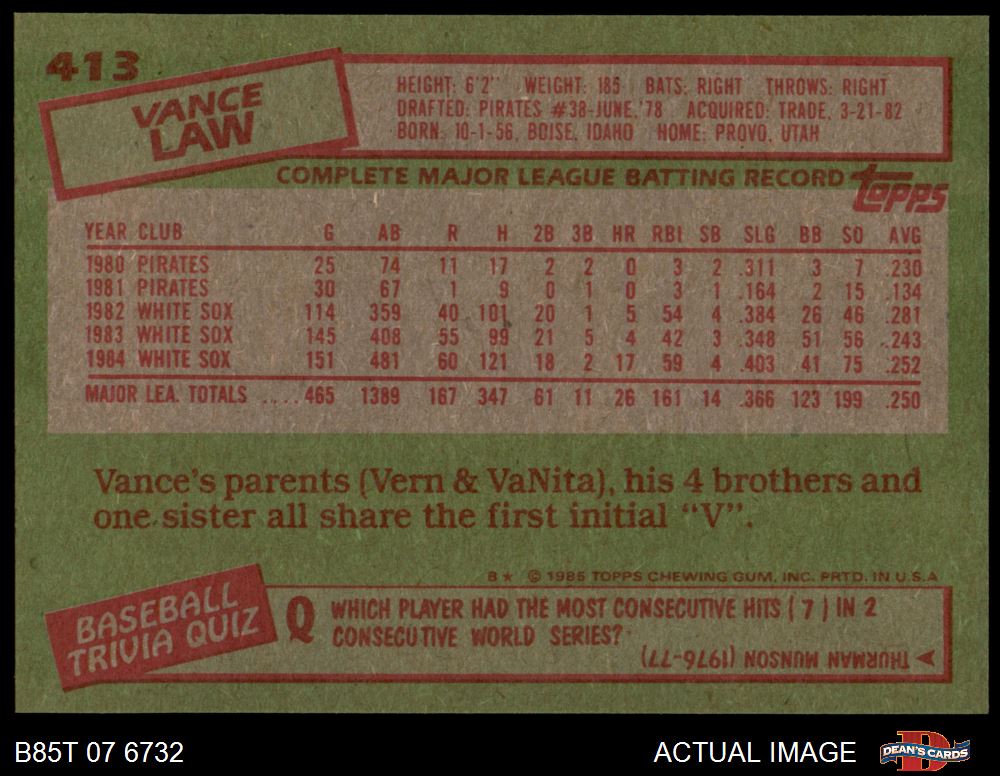 413
VANCE
LAW
HEIGHT: 6'2" WEIGHT: 185 BATS: RIGHT THROWS: RIGHT
DRAFTED: PIRATES #38-JUNE, '78 ACQUIRED: TRADE, 3-21-82
BORN: 10-1-56, BOISE, IDAHO HOME: PROVO, UTAH
COMPLETE MAJOR LEAGUE BATTING RECORD topps
YEAR CLUB G AB R H 2B 3B HR RBI SB SLG BB SO AVG
1980 PIRATES 25 74 11 17 2 2 0 3 2 .311 3 7 .230
1981 PIRATES 30 67 1 9 0 1 0 3 1 .164 2 15 .134
1982 WHITE SOX 114 359 40 101 20 1 5 54 4 .384 26 46 .281
1983 WHITE SOX 145 408 55 99 21 5 4 42 3 .348 51 56 .243
1984 WHITE SOX 151 481 60 121 18 2 17 59 4 .403 41 75 .252
MAJOR LEA. TOTALS ....465 1389 167 347 61 11 26 161 14 .366 123 199 .250
Vance's parents (Vern & VaNita), his 4 brothers and
one sister all share the first initial "V".
B★ © 1985 TOPPS CHEWING GUM, INC. PRTD. IN U.S.A
BASEBALL
TRIVIA QUIZ
Q WHICH PLAYER HAD THE MOST CONSECUTIVE HITS (7) IN 2
CONSECUTIVE WORLD SERIES?
THURMAN MUNSON (1976-77)
B85T 07 6732 ACTUAL IMAGE D DEAN'S CARDS